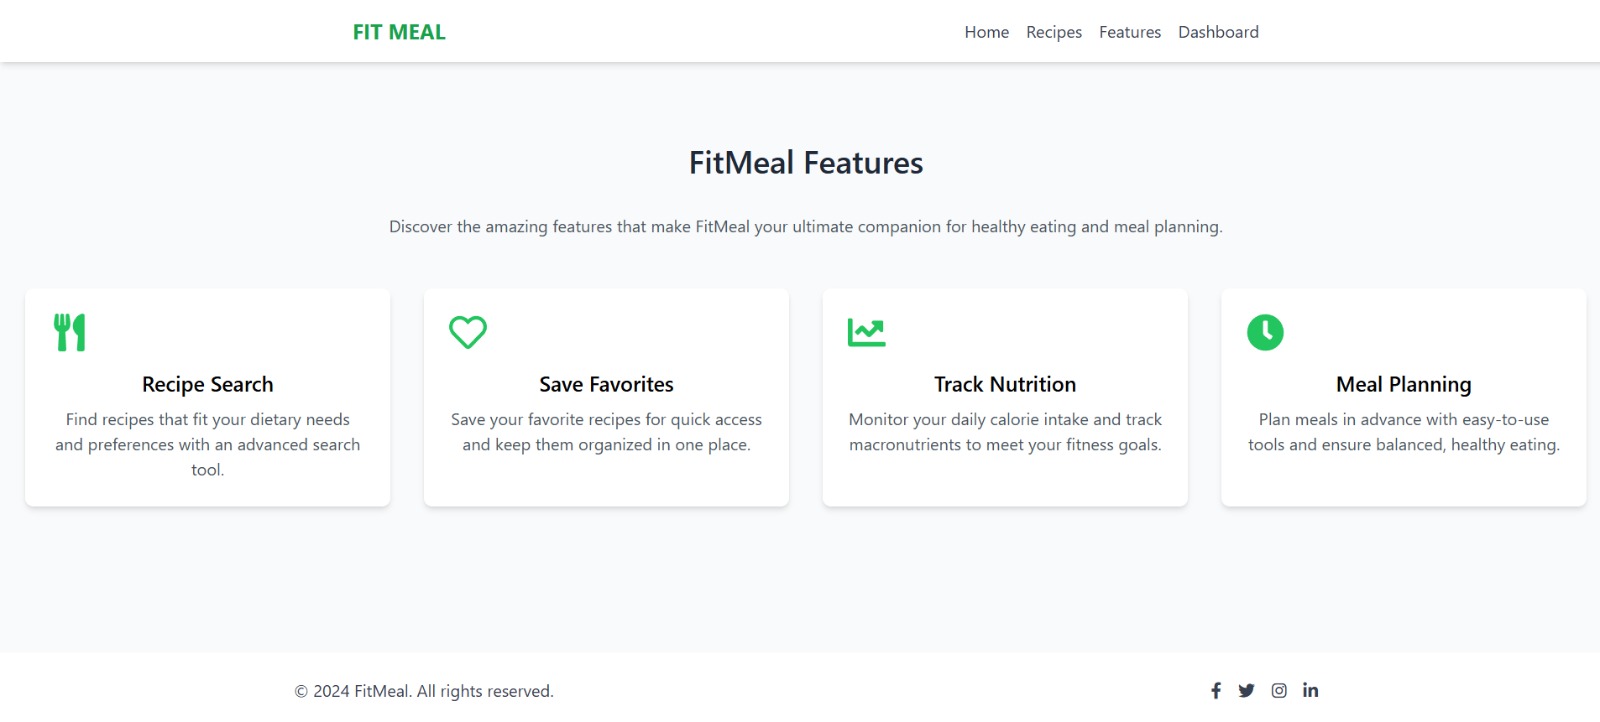 FIT MEAL
Home Recipes Features Dashboard
FitMeal Features
Discover the amazing features that make FitMeal your ultimate companion for healthy eating and meal planning.
Recipe Search
Find recipes that fit your dietary needs
and preferences with an advanced search
tool.
Save Favorites
Save your favorite recipes for quick access
and keep them organized in one place.
Track Nutrition
Monitor your daily calorie intake and track
macronutrients to meet your fitness goals.
Meal Planning
Plan meals in advance with easy-to-use
tools and ensure balanced, healthy eating.
© 2024 FitMeal. All rights reserved.